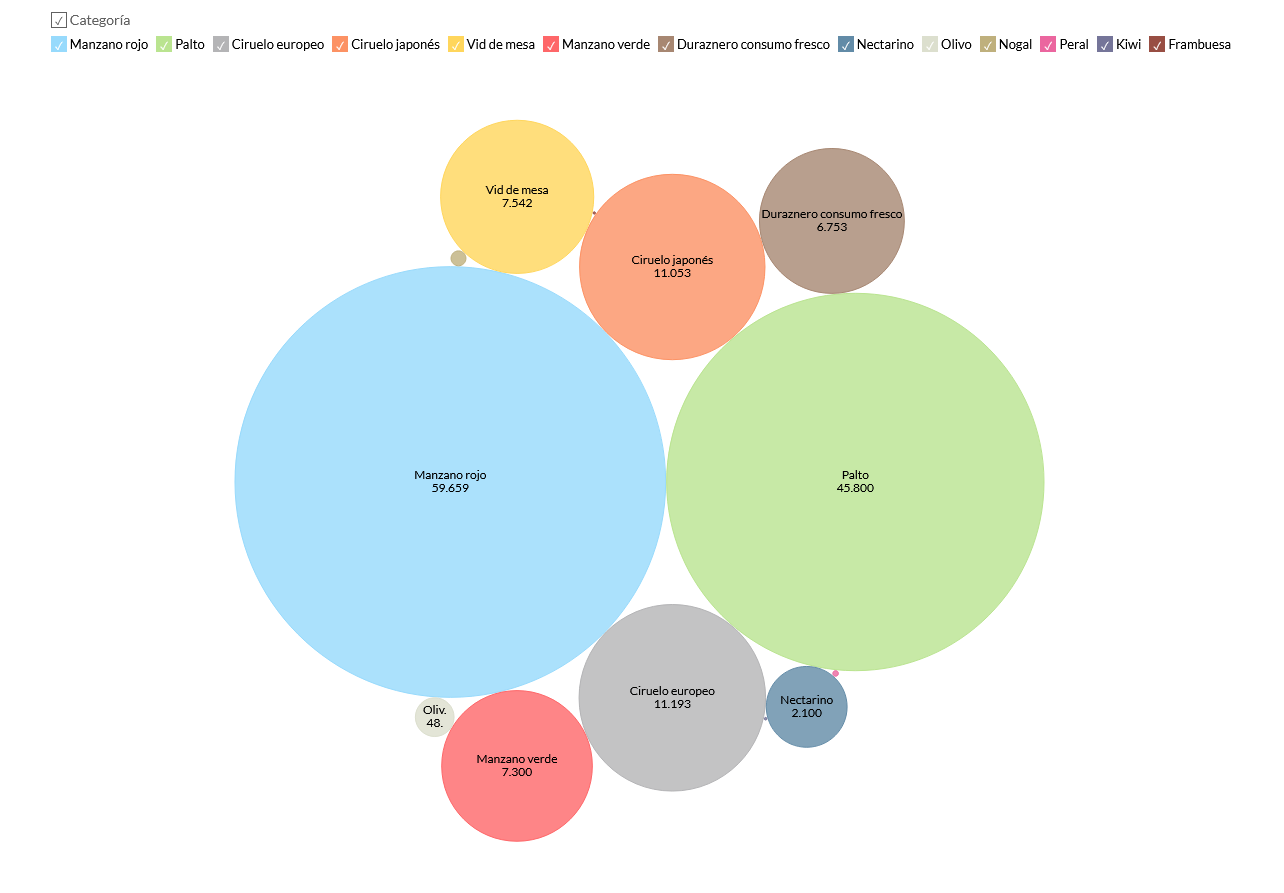 Categoría
Manzano rojo Palto Ciruelo europeo Ciruelo japonés Vid de mesa Manzano verde Duraznero consumo fresco Nectarino Olivo Nogal Peral Kiwi Frambuesa
Vid de mesa
7.542
Duraznero consumo fresco
6.753
Ciruelo japonés
11.053
Manzano rojo
59.659
Palto
45.800
Ciruelo europeo
11.193
Nectarino
2.100
Oliv.
48.
Manzano verde
7.300